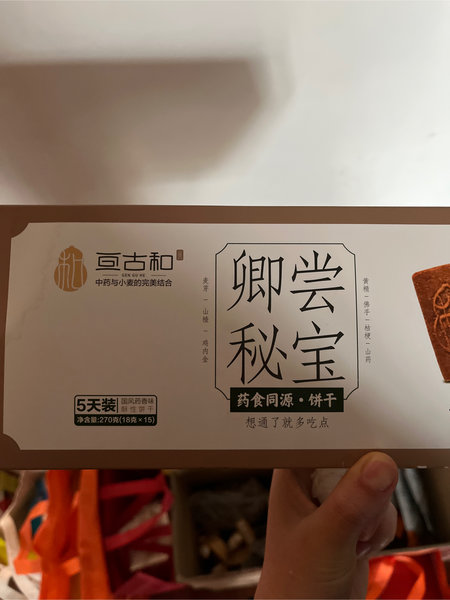 和
亘古和
GEN GU HE
中药与小麦的完美结合
麦芽-山楂-鸡内金
卿尝
秘宝
黄精-佛手-桔梗-山药
药食同源·饼干
想通了就多吃点
5天装
国风药香味
酥性饼干
净含量:270克(18克×15)